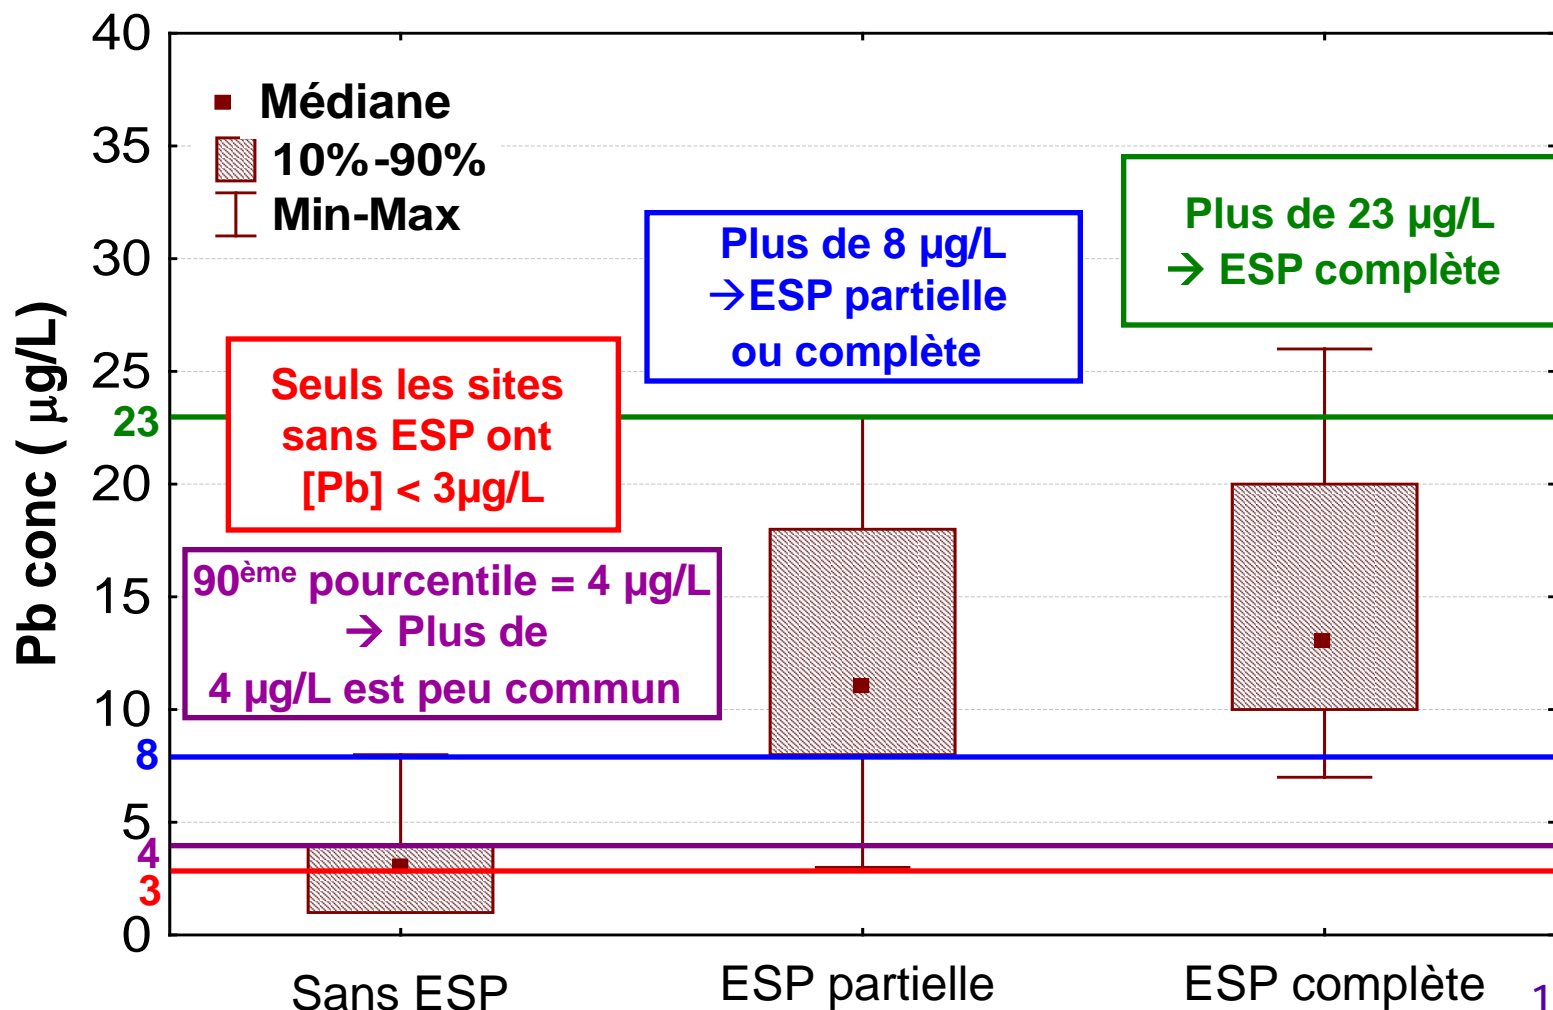 40
35
30
25
23
20
15
10
8
5
4
3
0
Pb conc ( µg/L)
Médiane
10%-90%
Min-Max
Seuls les sites
sans ESP ont
[Pb] < 3µg/L
90ème pourcentile = 4 µg/L
→ Plus de
4 µg/L est peu commun
Plus de 8 µg/L
→ESP partielle
ou complète
Plus de 23 µg/L
→ ESP complète
Sans ESP
ESP partielle
ESP complète
1